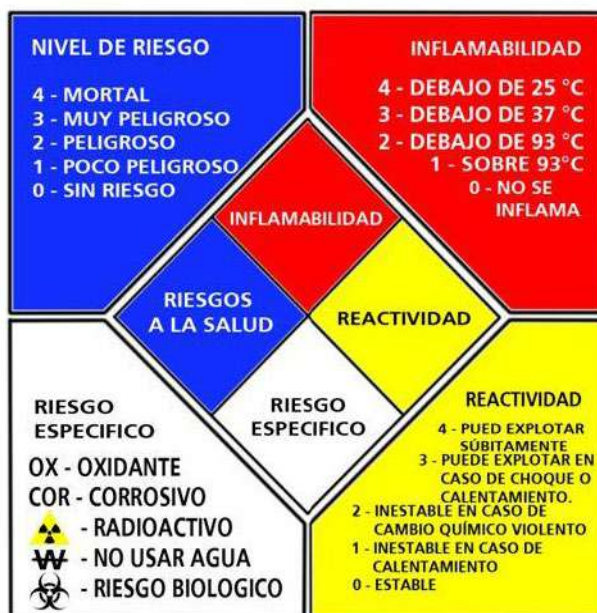 NIVEL DE RIESGO
4 - MORTAL
3 - MUY PELIGROSO
2 - PELIGROSO
1 - POCO PELIGROSO
0 - SIN RIESGO
INFLAMABILIDAD
4 - DEBAJO DE 25 °C
3 - DEBAJO DE 37 °C
2 - DEBAJO DE 93 °C
1 - SOBRE 93°C
0 - NO SE
INFLAMA
INFLAMABILIDAD
RIESGOS
A LA SALUD
REACTIVIDAD
RIESGO
ESPECIFICO
RIESGO
ESPECIFICO
OX - OXIDANTE
COR - CORROSIVO
- RADIOACTIVO
W - NO USAR AGUA
- RIESGO BIOLOGICO
REACTIVIDAD
4 - PUED EXPLOTAR
SÚBITAMENTE
3 - PUEDE EXPLOTAR EN
CASO DE CHOQUE O
CALENTAMIENTO.
2 - INESTABLE EN CASO DE
CAMBIO QUÍMICO VIOLENTO
1 - INESTABLE EN CASO DE
CALENTAMIENTO
0 - ESTABLE